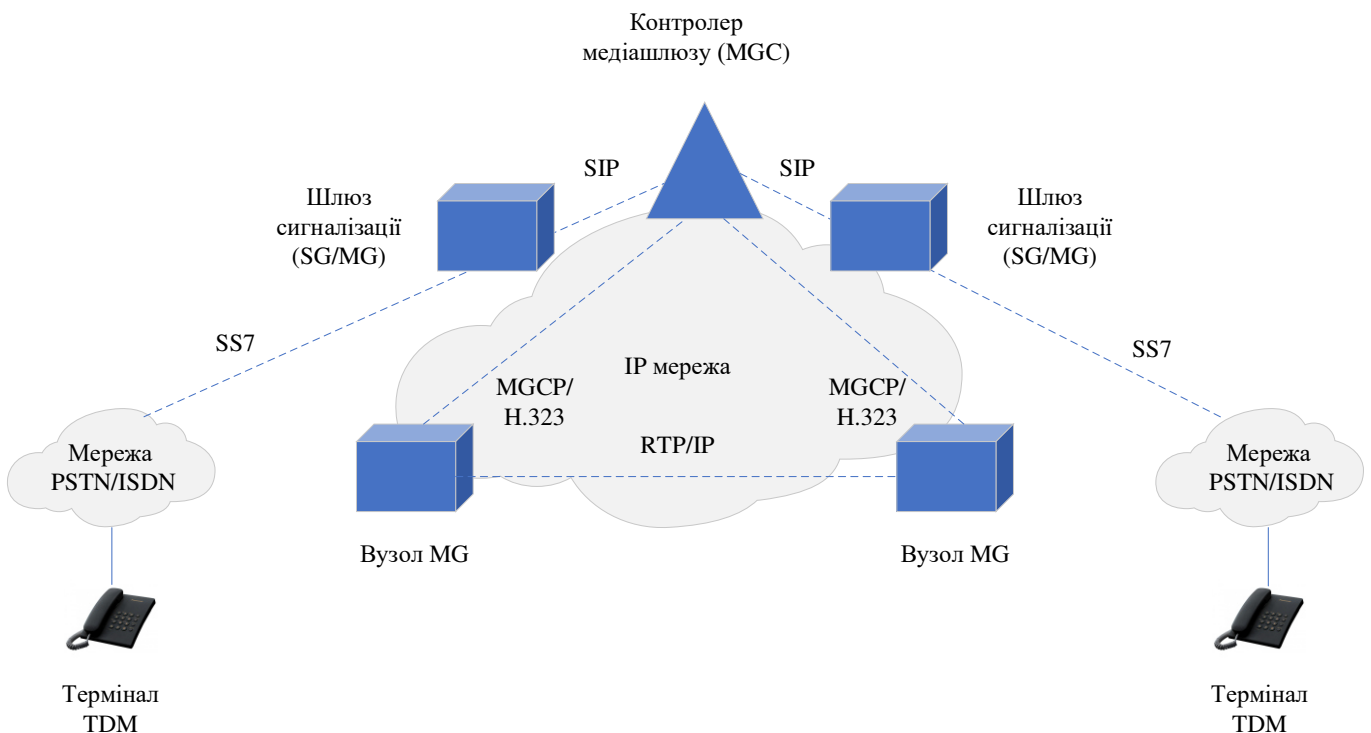 Контролер
медіашлюзу (MGC)
SIP
SIP
Шлюз
сигналізації
(SG/MG)
Шлюз
сигналізації
(SG/MG)
SS7
SS7
IP мережа
MGCP/
H.323
MGCP/
H.323
RTP/IP
Мережа
PSTN/ISDN
Мережа
PSTN/ISDN
Вузол MG
Вузол MG
Термінал
TDM
Термінал
TDM